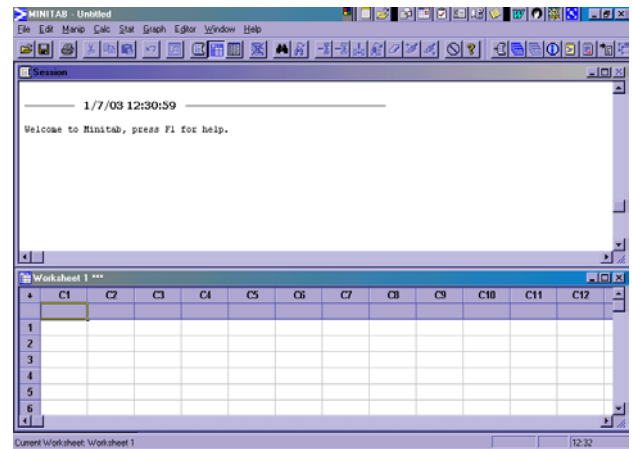 MINITAB - Untitled
File Edit Manip Calc Stat Graph Editor Window Help
Session
1/7/03 12:30:59
Welcome to Minitab, press F1 for help.
Worksheet 1 ***
C1 C2 C3 C4 C5 C6 C7 C8 C9 C10 C11 C12
1
2
3
4
5
6
Current Worksheet: Worksheet 1
12:32